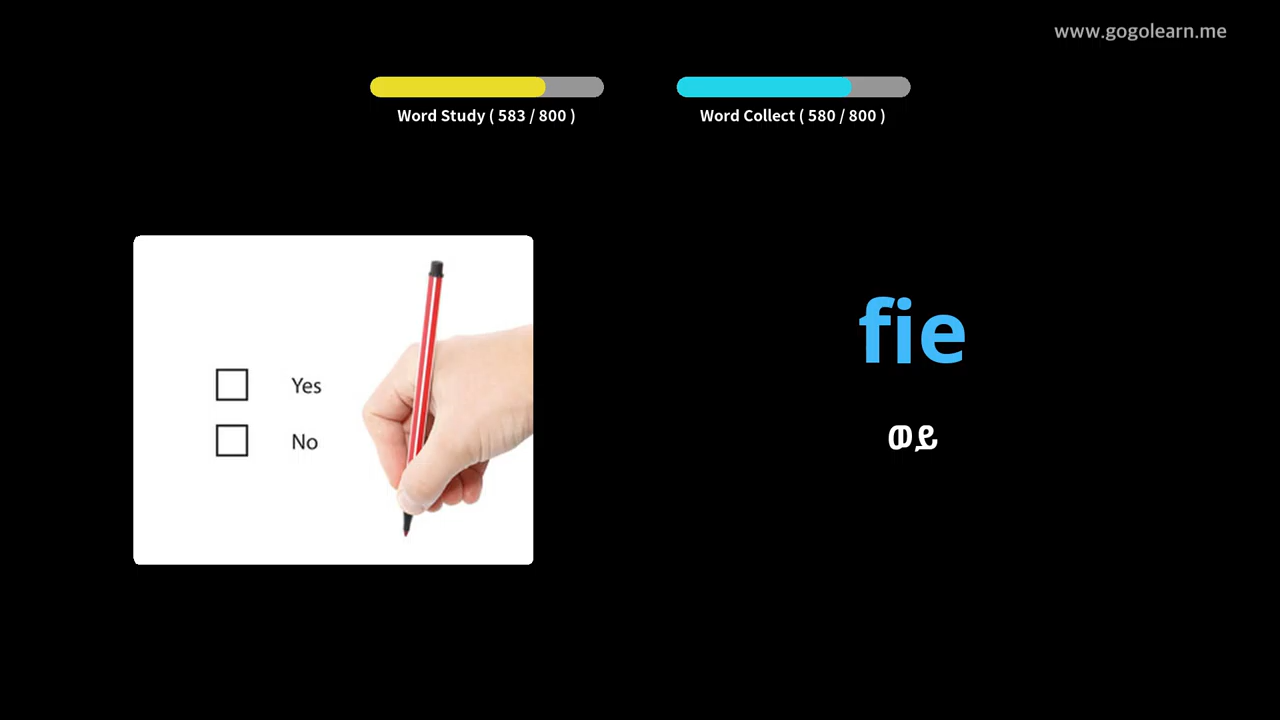 www.gogolearn.me
Word Study ( 583 / 800 )
Word Collect ( 580 / 800 )
Yes
No
fie
ወይ